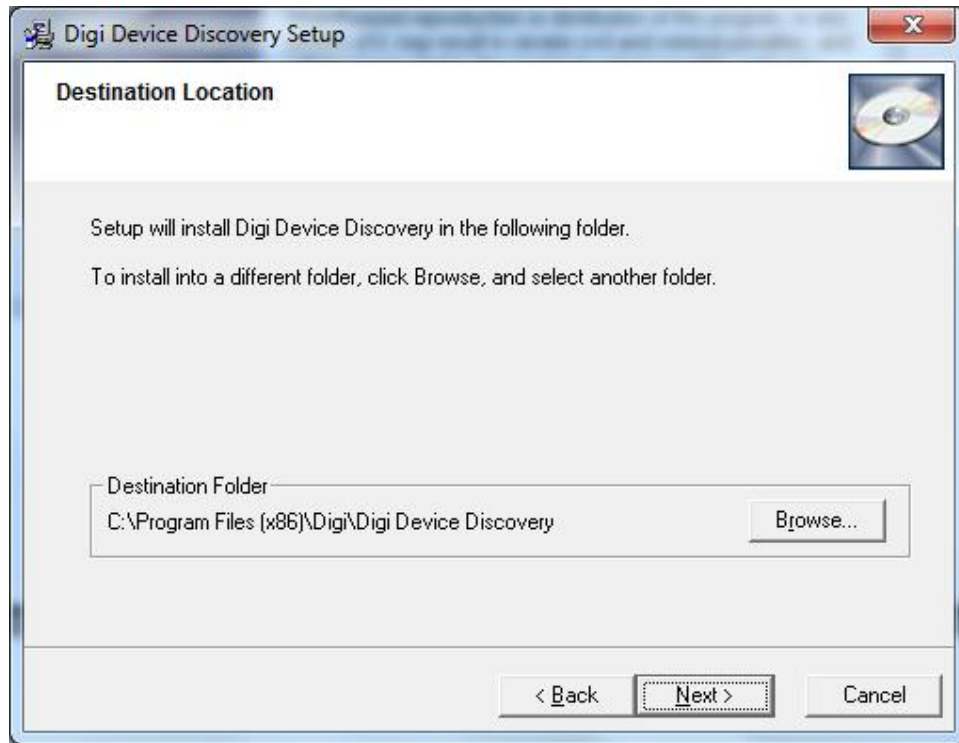 Digi Device Discovery Setup
Destination Location
Setup will install Digi Device Discovery in the following folder.
To install into a different folder, click Browse, and select another folder.
Destination Folder
C:\Program Files (x86)\Digi\Digi Device Discovery
Browse...
< Back
Next >
Cancel